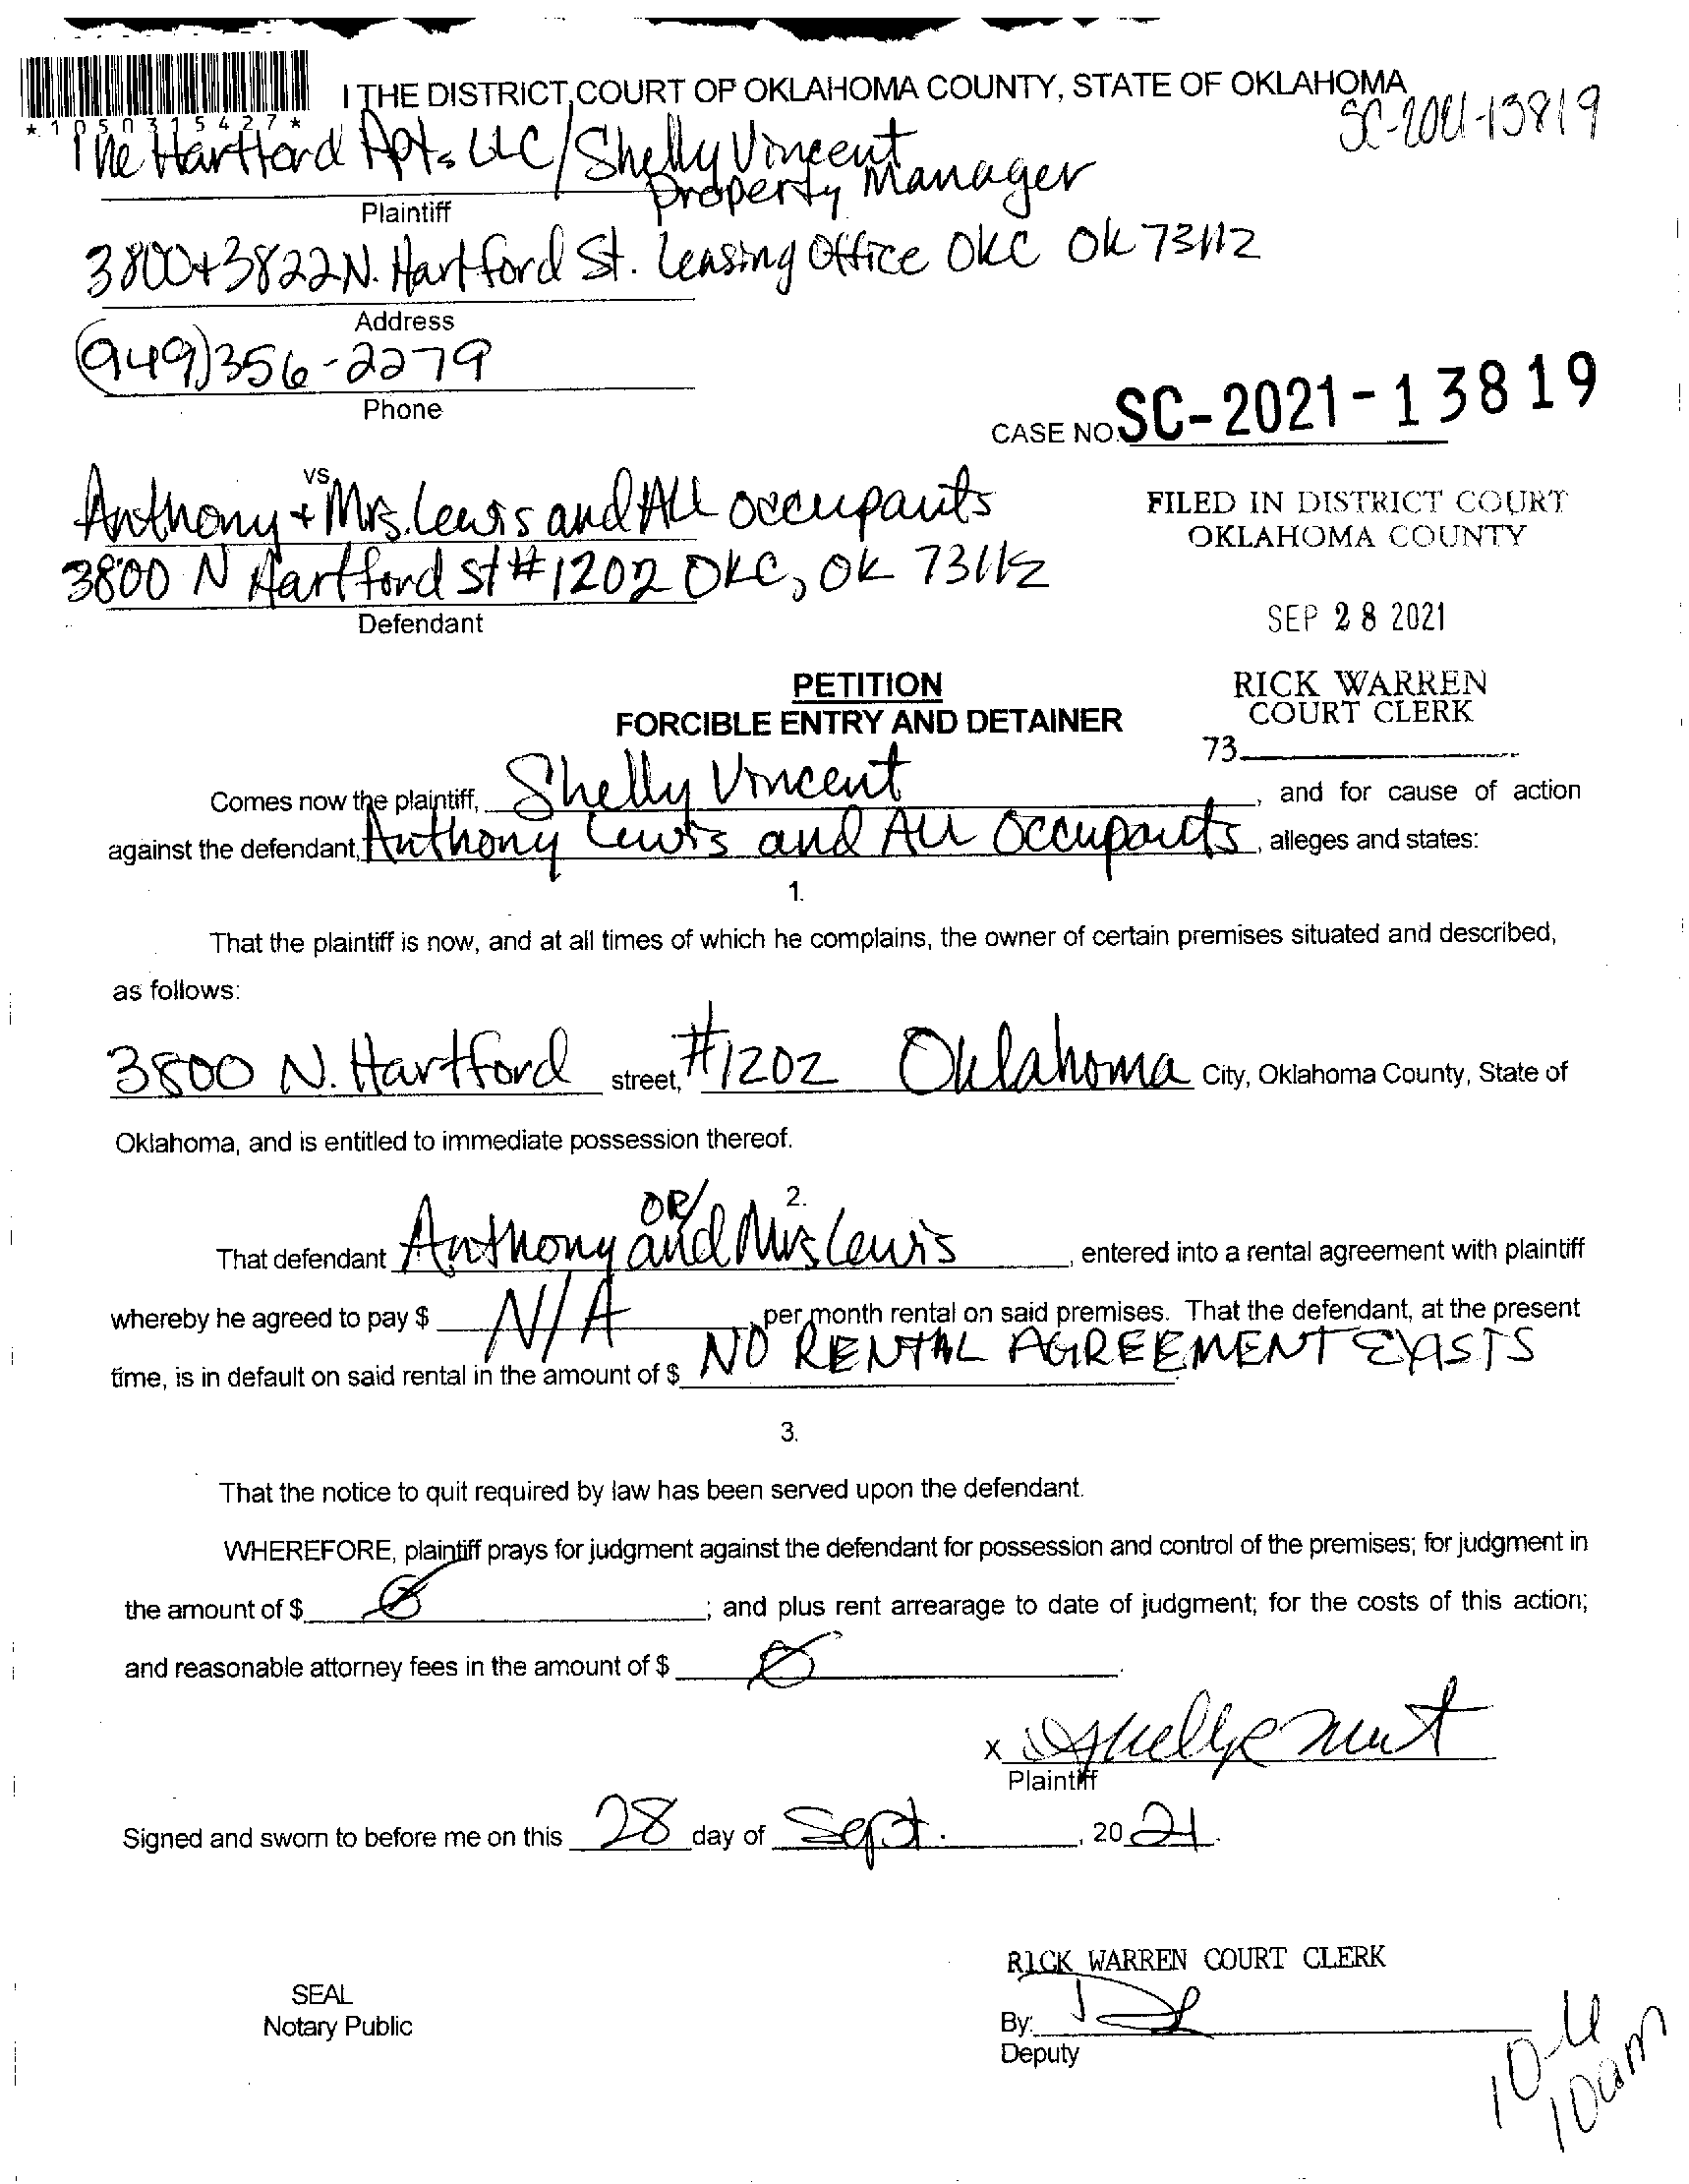 I THE DISTRICT COURT OF OKLAHOMA COUNTY, STATE OF OKLAHOMA
*1050315427*
SC-2021-13819
The Hartford Apts LLC/Shelly Vincent
Property Manager
Plaintiff
3800+3822 N. Hartford St. Leasing Office OKC OK 73112
Address
(949)356-2279
Phone
CASE NO. SC-2021-13819
vs
Anthony + Mrs. Lewis and All occupants
3800 N Hartford St #1202 OKC, OK 73112
Defendant
FILED IN DISTRICT COURT
OKLAHOMA COUNTY
SEP 28 2021
RICK WARREN
COURT CLERK
73
PETITION
FORCIBLE ENTRY AND DETAINER
Comes now the plaintiff, Shelly Vincent, and for cause of action
against the defendant, Anthony Lewis and All Occupants, alleges and states:
1.
That the plaintiff is now, and at all times of which he complains, the owner of certain premises situated and described,
as follows:
3800 N. Hartford street, #1202 Oklahoma City, Oklahoma County, State of
Oklahoma, and is entitled to immediate possession thereof.
2.
OR/
That defendant Anthony and Mrs Lewis, entered into a rental agreement with plaintiff
whereby he agreed to pay $ N/A per month rental on said premises. That the defendant, at the present
time, is in default on said rental in the amount of $ NO RENTAL AGREEMENT EXISTS
3.
That the notice to quit required by law has been served upon the defendant.
WHEREFORE, plaintiff prays for judgment against the defendant for possession and control of the premises; for judgment in
the amount of $ Ø; and plus rent arrearage to date of judgment; for the costs of this action;
and reasonable attorney fees in the amount of $ Ø.
x
Plaintiff
Signed and sworn to before me on this 28 day of Sept., 2021.
RICK WARREN COURT CLERK
SEAL
Notary Public
By:
Deputy
10am